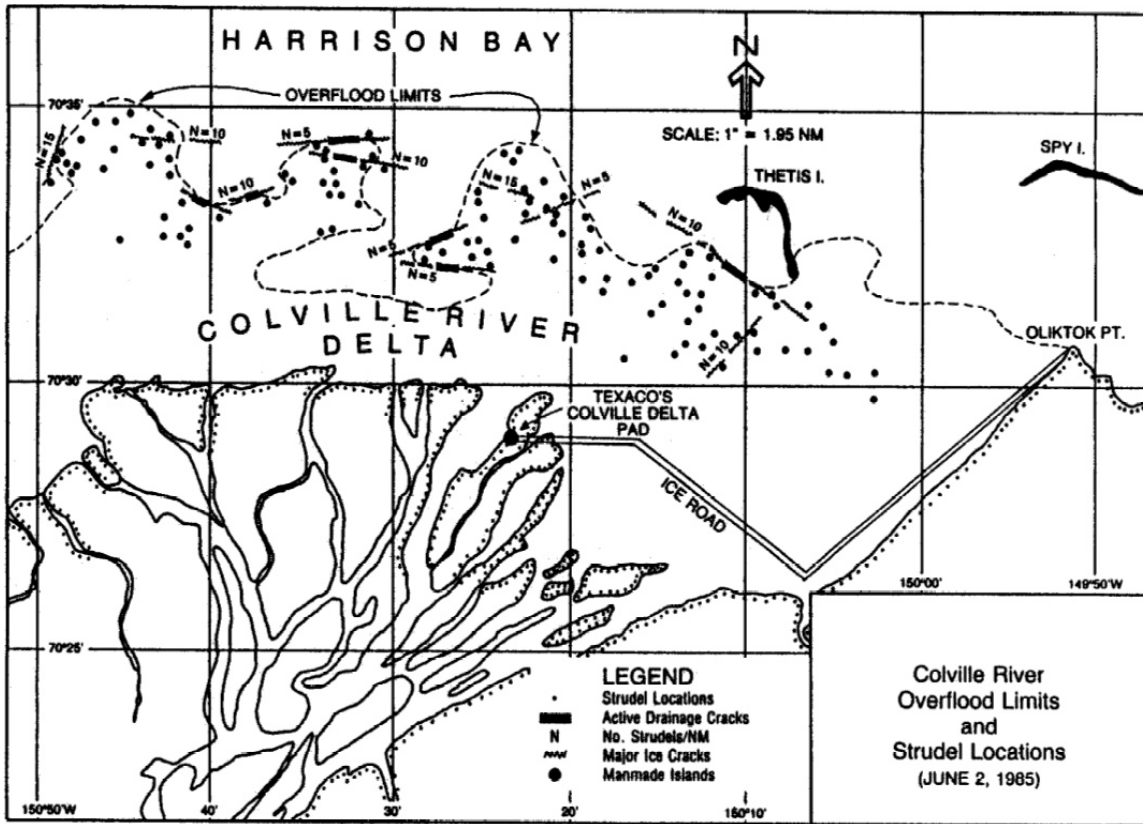 HARRISON BAY
N
70°35'
OVERFLOOD LIMITS
SCALE: 1" = 1.95 NM
SPY I.
THETIS I.
N=15
N=10
N=5
N=10
N=10
N=15
N=5
N=10
N=5
N=5
N=10
COLVILLE RIVER
DELTA
OLIKTOK PT.
70°30'
TEXACO'S
COLVILLE DELTA
PAD
ICE ROAD
150°00'
149°50'W
70°25'
LEGEND
Strudel Locations
Active Drainage Cracks
N No. Strudels/NM
Major Ice Cracks
Manmade Islands
150°50'W
40'
30'
20'
150°10'
Colville River
Overflood Limits
and
Strudel Locations
(JUNE 2, 1985)